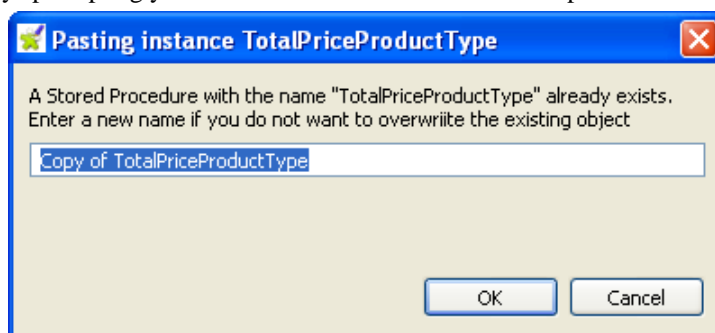 Pasting instance TotalPriceProductType
A Stored Procedure with the name "TotalPriceProductType" already exists.
Enter a new name if you do not want to overwriite the existing object
Copy of TotalPriceProductType
OK Cancel